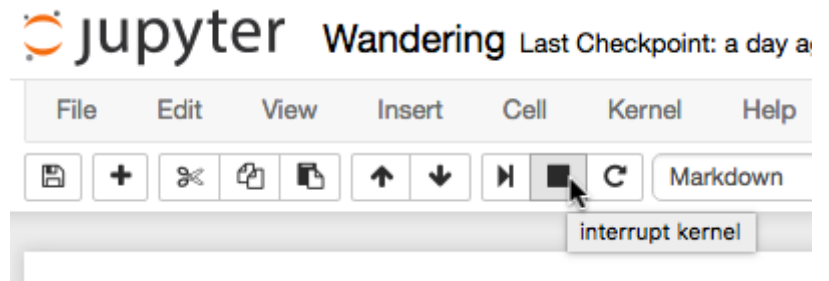 jupyter Wandering Last Checkpoint: a day a
File Edit View Insert Cell Kernel Help
Markdown
interrupt kernel